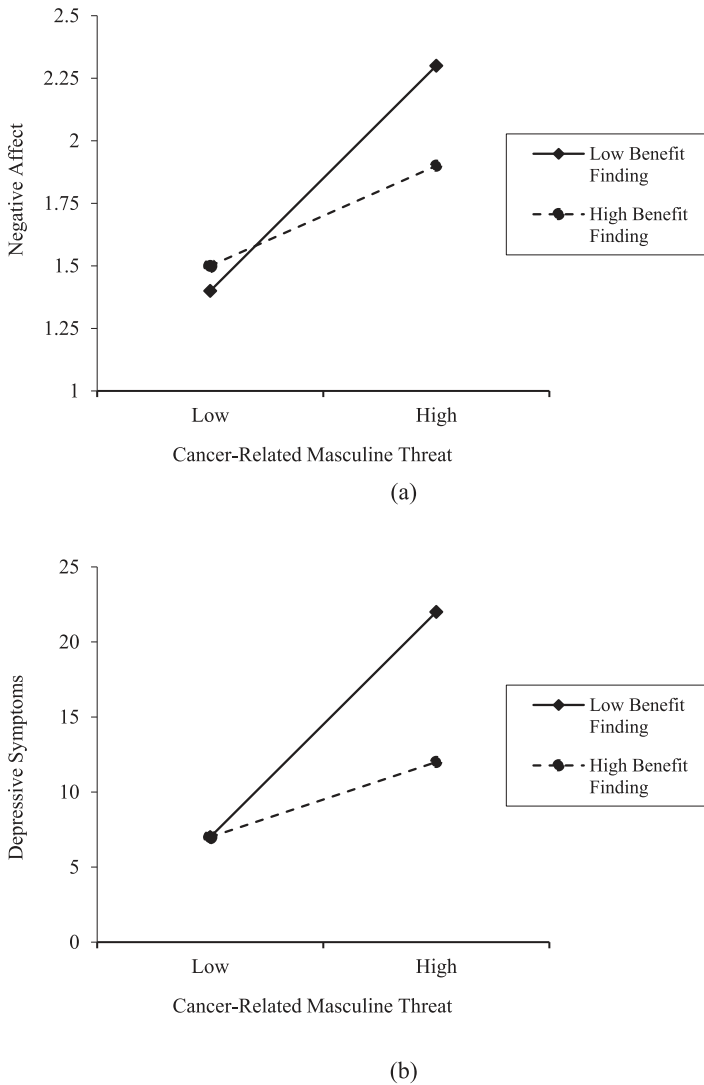 2.5
2.25
2
1.75
1.5
1.25
1
Negative Affect
Low
High
Cancer-Related Masculine Threat
Low Benefit
Finding
High Benefit
Finding
(a)
25
20
15
10
5
0
Depressive Symptoms
Low
High
Cancer-Related Masculine Threat
Low Benefit
Finding
High Benefit
Finding
(b)